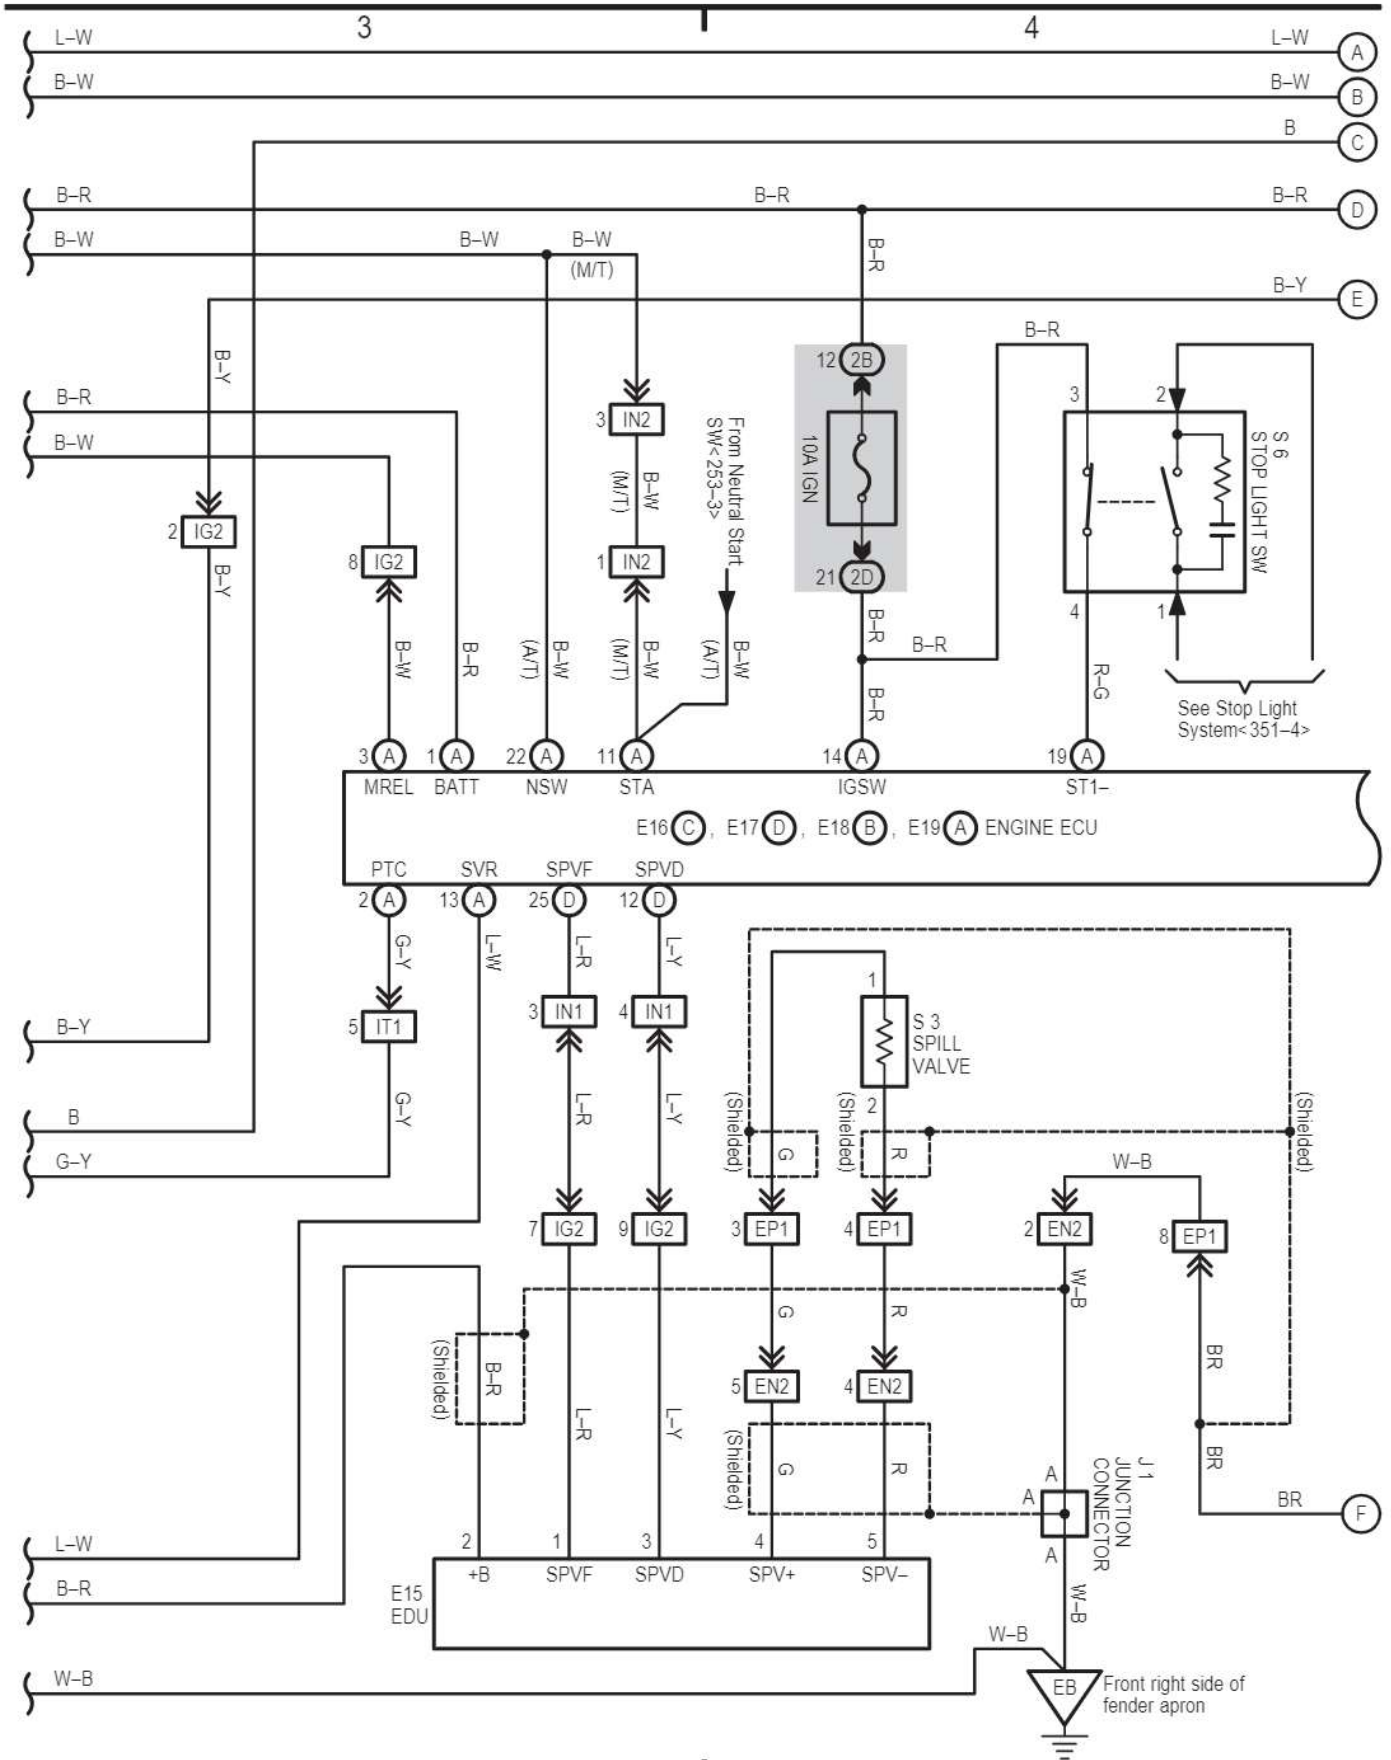 3
4
L–W
L–W
A
B–W
B–W
B
B
C
B–R
B–R
B–R
D
B–W
B–W
B–W
(M/T)
B–R
B–Y
E
B–Y
B–R
12
2B
3
2
B–R
3
IN2
10A IGN
From Neutral Start
SW<253–3>
S 6
STOP LIGHT SW
B–W
B–W
(M/T)
2
IG2
8
IG2
1
IN2
21
2D
B–Y
4
1
B–R
B–R
B–W
B–R
B–W
(A/T)
B–W
(M/T)
B–W
(A/T)
R–G
B–R
See Stop Light
System<351–4>
3
A
1
A
22
A
11
A
14
A
19
A
MREL
BATT
NSW
STA
IGSW
ST1–
E16
C
,
E17
D
,
E18
B
,
E19
A
ENGINE ECU
PTC
SVR
SPVF
SPVD
2
A
13
A
25
D
12
D
G–Y
L–W
L–R
L–Y
1
3
IN1
4
IN1
B–Y
5
IT1
S 3
SPILL
VALVE
G–Y
L–R
L–Y
2
B
(Shielded)
G
(Shielded)
R
(Shielded)
G–Y
W–B
7
IG2
9
IG2
3
EP1
4
EP1
2
EN2
8
EP1
W–B
G
R
(Shielded)
B–R
BR
5
EN2
4
EN2
L–R
L–Y
(Shielded)
G
R
BR
J 1
JUNCTION
CONNECTOR
A
A
BR
F
L–W
2
1
3
4
5
A
+B
SPVF
SPVD
SPV+
SPV–
B–R
E15
EDU
W–B
W–B
W–B
EB
Front right side of
fender apron